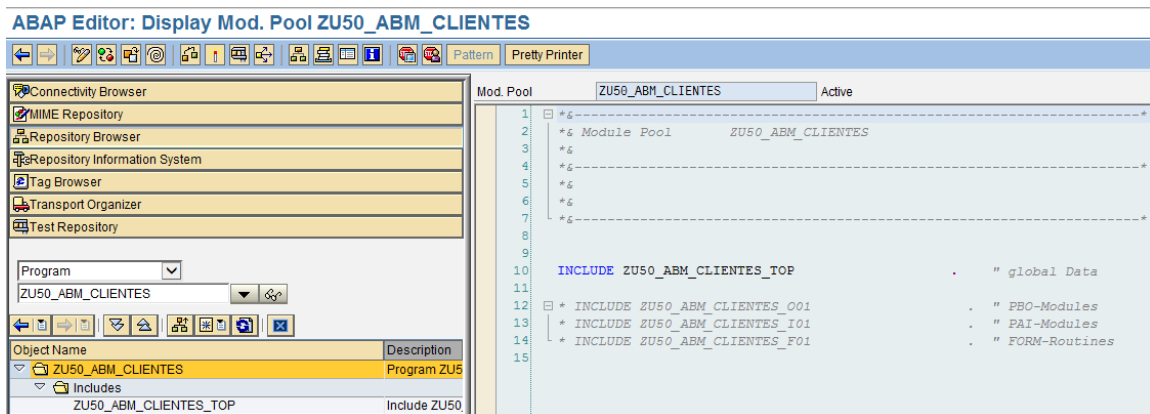 ABAP Editor: Display Mod. Pool ZU50_ABM_CLIENTES
Pattern Pretty Printer
Connectivity Browser
MIME Repository
Repository Browser
Repository Information System
Tag Browser
Transport Organizer
Test Repository
Program
ZU50_ABM_CLIENTES
Object Name Description
ZU50_ABM_CLIENTES Program ZU5
Includes
ZU50_ABM_CLIENTES_TOP Include ZU50_
Mod. Pool ZU50_ABM_CLIENTES Active
1 *&---------------------------------------------------------------------*
2 *& Module Pool ZU50_ABM_CLIENTES
3 *&
4 *&---------------------------------------------------------------------*
5 *&
6 *&
7 *&---------------------------------------------------------------------*
8
9
10 INCLUDE ZU50_ABM_CLIENTES_TOP . " global Data
11
12 * INCLUDE ZU50_ABM_CLIENTES_O01 . " PBO-Modules
13 * INCLUDE ZU50_ABM_CLIENTES_I01 . " PAI-Modules
14 * INCLUDE ZU50_ABM_CLIENTES_F01 . " FORM-Routines
15